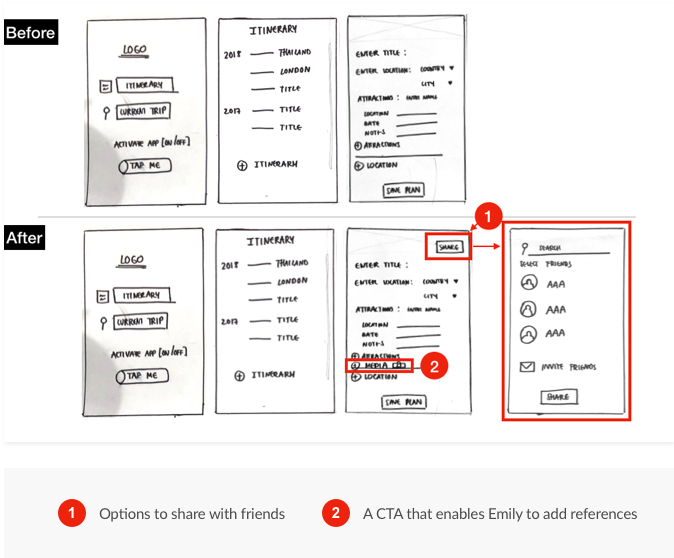 Before
LOGO
ITINERARY
CURRENT TRIP
ACTIVATE APP [ON/OFF]
TAP ME
ITINERARY
2018 THAILAND
LONDON
TITLE
2017 TITLE
TITLE
ITINERARY
ENTER TITLE :
ENTER LOCATION: COUNTRY
CITY
ATTRACTIONS : ENTER NAME
LOCATION
DATE
NOTES
ATTRACTIONS
LOCATION
SAVE PLAN
After
LOGO
ITINERARY
CURRENT TRIP
ACTIVATE APP [ON/OFF]
TAP ME
ITINERARY
2018 THAILAND
LONDON
TITLE
2017 TITLE
TITLE
ITINERARY
SHARE
1
ENTER TITLE :
ENTER LOCATION: COUNTRY
CITY
ATTRACTIONS : ENTER NAME
LOCATION
DATE
NOTES
ATTRACTIONS
MEDIA
2
LOCATION
SAVE PLAN
SEARCH
SELECT FRIENDS
AAA
AAA
AAA
INVITE FRIENDS
SHARE
1 Options to share with friends
2 A CTA that enables Emily to add references